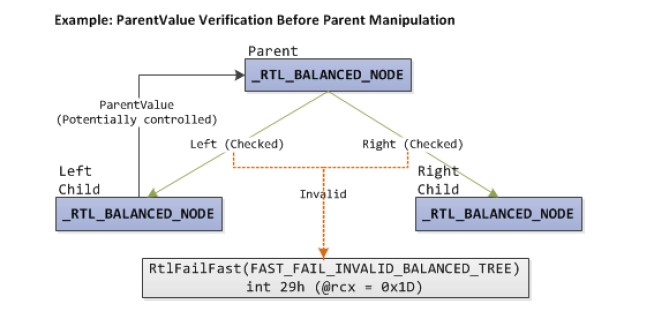 Example: ParentValue Verification Before Parent Manipulation
Parent
_RTL_BALANCED_NODE
ParentValue
(Potentially controlled)
Left (Checked)
Right (Checked)
Left
Child
Right
Child
Invalid
_RTL_BALANCED_NODE
_RTL_BALANCED_NODE
RtlFailFast(FAST_FAIL_INVALID_BALANCED_TREE)
int 29h (@rcx = 0x1D)